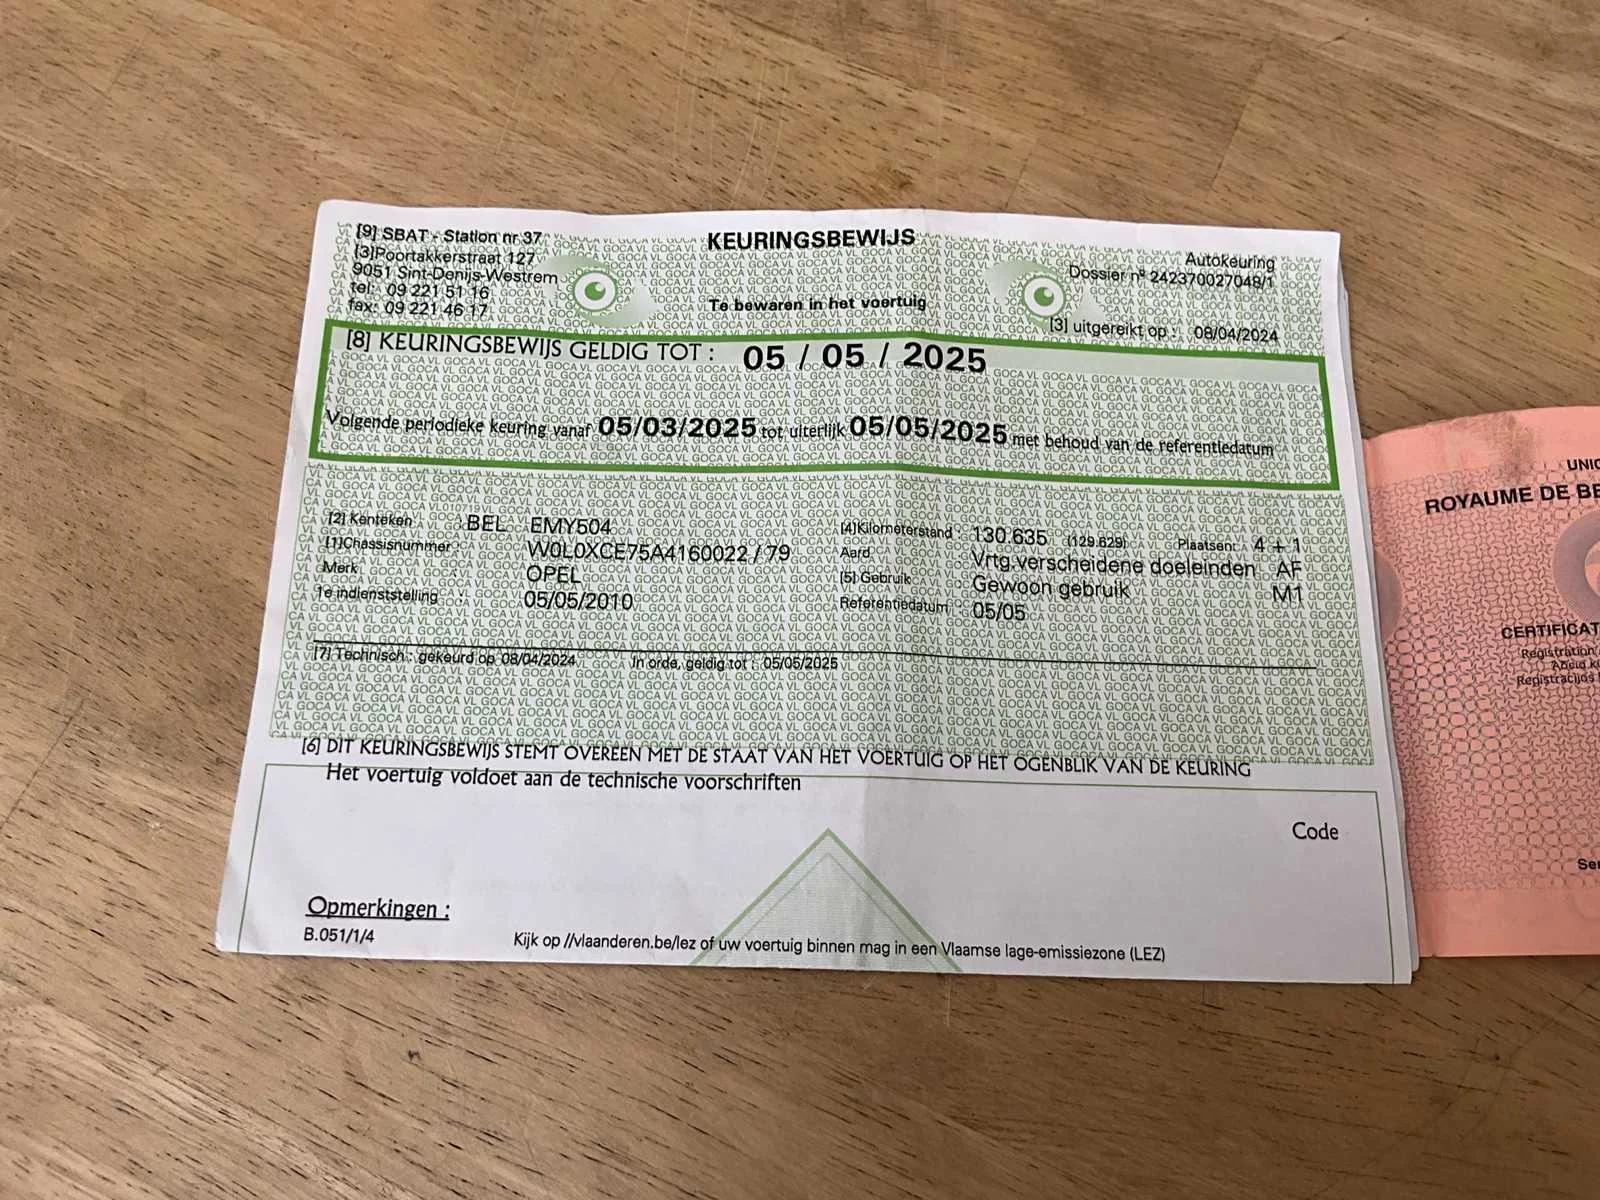 [9] SBAT - Station nr 37
[3]Poortakkerstraat 127
9051 Sint-Denijs-Westrem
tel: 09 221 51 16
fax: 09 221 46 17
KEURINGSBEWIJS
Te bewaren in het voertuig
Autokeuring
Dossier nº 242370027048/1
[3] uitgereikt op : 08/04/2024
[8] KEURINGSBEWIJS GELDIG TOT : 05 / 05 / 2025
Volgende periodieke keuring vanaf 05/03/2025 tot uiterlijk 05/05/2025 met behoud van de referentiedatum
[2] Kenteken : BEL EMY504
[1]Chassisnummer : W0L0XCE75A4160022 / 79
Merk : OPEL
1e indienststelling : 05/05/2010
[4]Kilometerstand : 130.635 (129.629) Plaatsen: 4 + 1
Aard : Vrtg.verscheidene doeleinden AF
[5] Gebruik : Gewoon gebruik M1
Referentiedatum : 05/05
[7] Technisch : gekeurd op 08/04/2024 In orde, geldig tot : 05/05/2025
[6] DIT KEURINGSBEWIJS STEMT OVEREEN MET DE STAAT VAN HET VOERTUIG OP HET OGENBLIK VAN DE KEURING
Het voertuig voldoet aan de technische voorschriften
Code
Opmerkingen :
B.051/1/4
Kijk op //vlaanderen.be/lez of uw voertuig binnen mag in een Vlaamse lage-emissiezone (LEZ)
ROYAUME DE
Registration